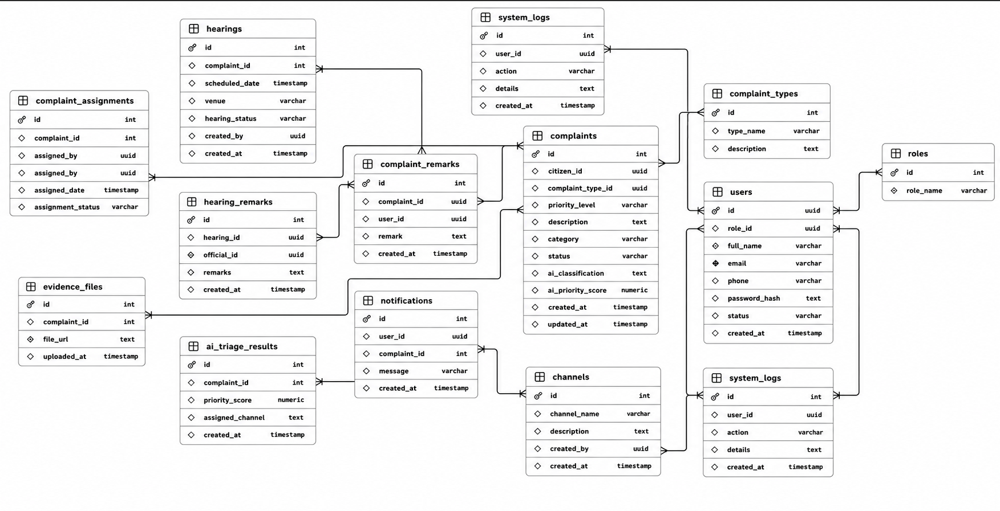 hearings
id int
complaint_id int
scheduled_date timestamp
venue varchar
hearing_status varchar
created_by uuid
created_at timestamp
system_logs
id int
user_id uuid
action varchar
details text
created_at timestamp
complaint_types
id int
type_name varchar
description text
complaint_assignments
id int
complaint_id int
assigned_by uuid
assigned_by uuid
assigned_date timestamp
assignment_status varchar
complaints
id int
citizen_id uuid
complaint_type_id uuid
priority_level varchar
description text
category varchar
status varchar
ai_classification text
ai_priority_score numeric
created_at timestamp
updated_at timestamp
roles
id int
role_name varchar
complaint_remarks
id int
complaint_id uuid
user_id uuid
remark text
created_at timestamp
users
id uuid
role_id uuid
full_name varchar
email varchar
phone varchar
password_hash text
status varchar
created_at timestamp
hearing_remarks
id int
hearing_id uuid
official_id uuid
remarks text
created_at timestamp
evidence_files
id int
complaint_id int
file_url text
uploaded_at timestamp
notifications
id int
user_id uuid
complaint_id int
message varchar
created_at timestamp
ai_triage_results
id int
complaint_id int
priority_score numeric
assigned_channel text
created_at timestamp
channels
id int
channel_name varchar
description text
created_by uuid
created_at timestamp
system_logs
id int
user_id uuid
action varchar
details text
created_at timestamp